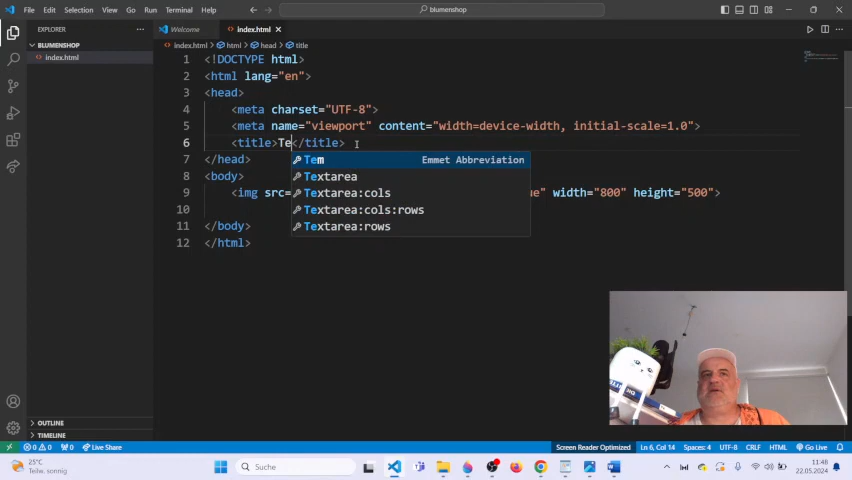 File Edit Selection View Go Run Terminal Help
blumenshop
EXPLORER
Welcome
index.html
BLUMENSHOP
index.html
index.html > html > head > title
1 <!DOCTYPE html>
2 <html lang="en">
3 <head>
4 <meta charset="UTF-8">
5 <meta name="viewport" content="width=device-width, initial-scale=1.0">
6 <title>Te</title>
7 </head>
Tem Emmet Abbreviation
8 <body>
Textarea
9 <img src= ue" width="800" height="500">
Textarea:cols
10
Textarea:cols:rows
11 </body>
Textarea:rows
12 </html>
OUTLINE
TIMELINE
0 0 0 Live Share
Screen Reader Optimized Ln 6, Col 14 Spaces: 4 UTF-8 CRLF HTML Go Live
25°C
Teilw. sonnig
Suche
11:48
22.05.2024